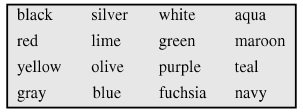 black silver white aqua
red lime green maroon
yellow olive purple teal
gray blue fuchsia navy